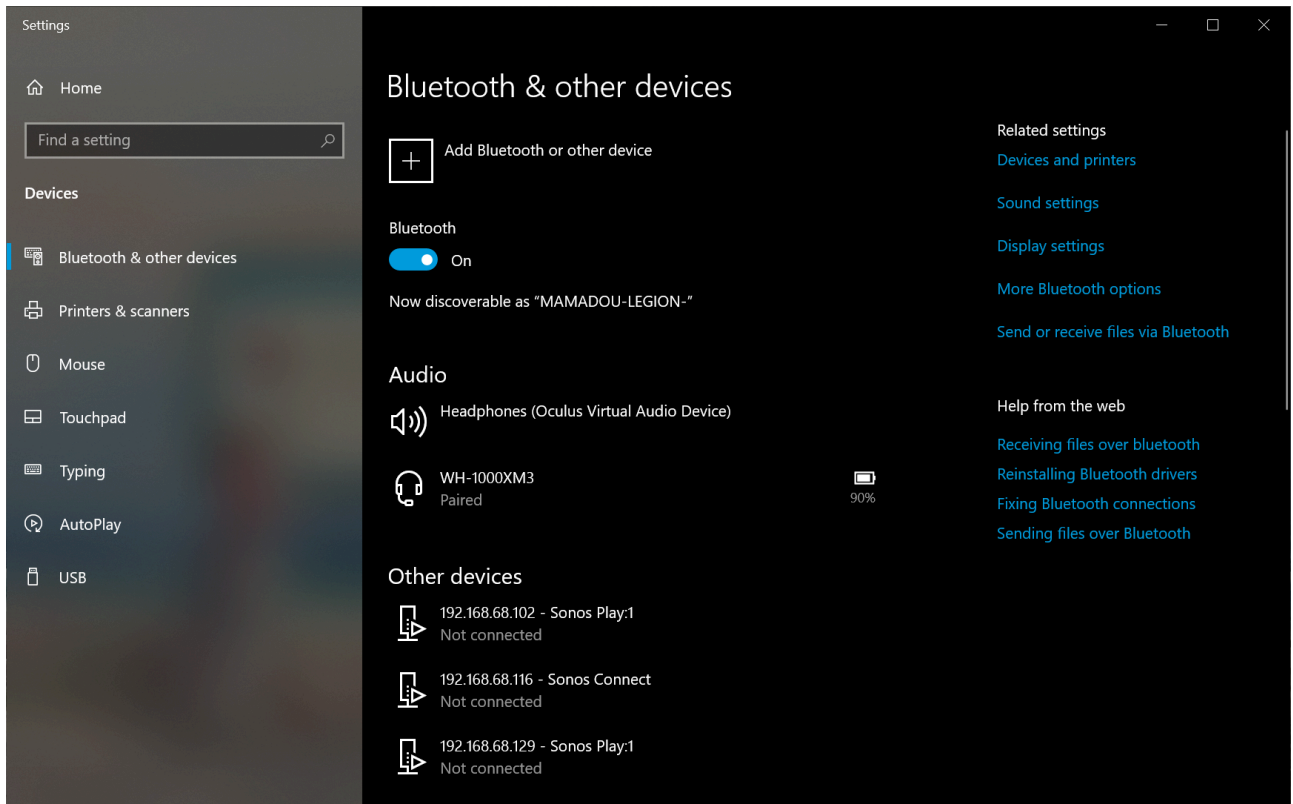 Settings
Home
Find a setting
Devices
Bluetooth & other devices
Printers & scanners
Mouse
Touchpad
Typing
AutoPlay
USB
Bluetooth & other devices
Add Bluetooth or other device
Bluetooth
On
Now discoverable as “MAMADOU-LEGION-”
Audio
Headphones (Oculus Virtual Audio Device)
WH-1000XM3
Paired
90%
Other devices
192.168.68.102 - Sonos Play:1
Not connected
192.168.68.116 - Sonos Connect
Not connected
192.168.68.129 - Sonos Play:1
Not connected
Related settings
Devices and printers
Sound settings
Display settings
More Bluetooth options
Send or receive files via Bluetooth
Help from the web
Receiving files over bluetooth
Reinstalling Bluetooth drivers
Fixing Bluetooth connections
Sending files over Bluetooth